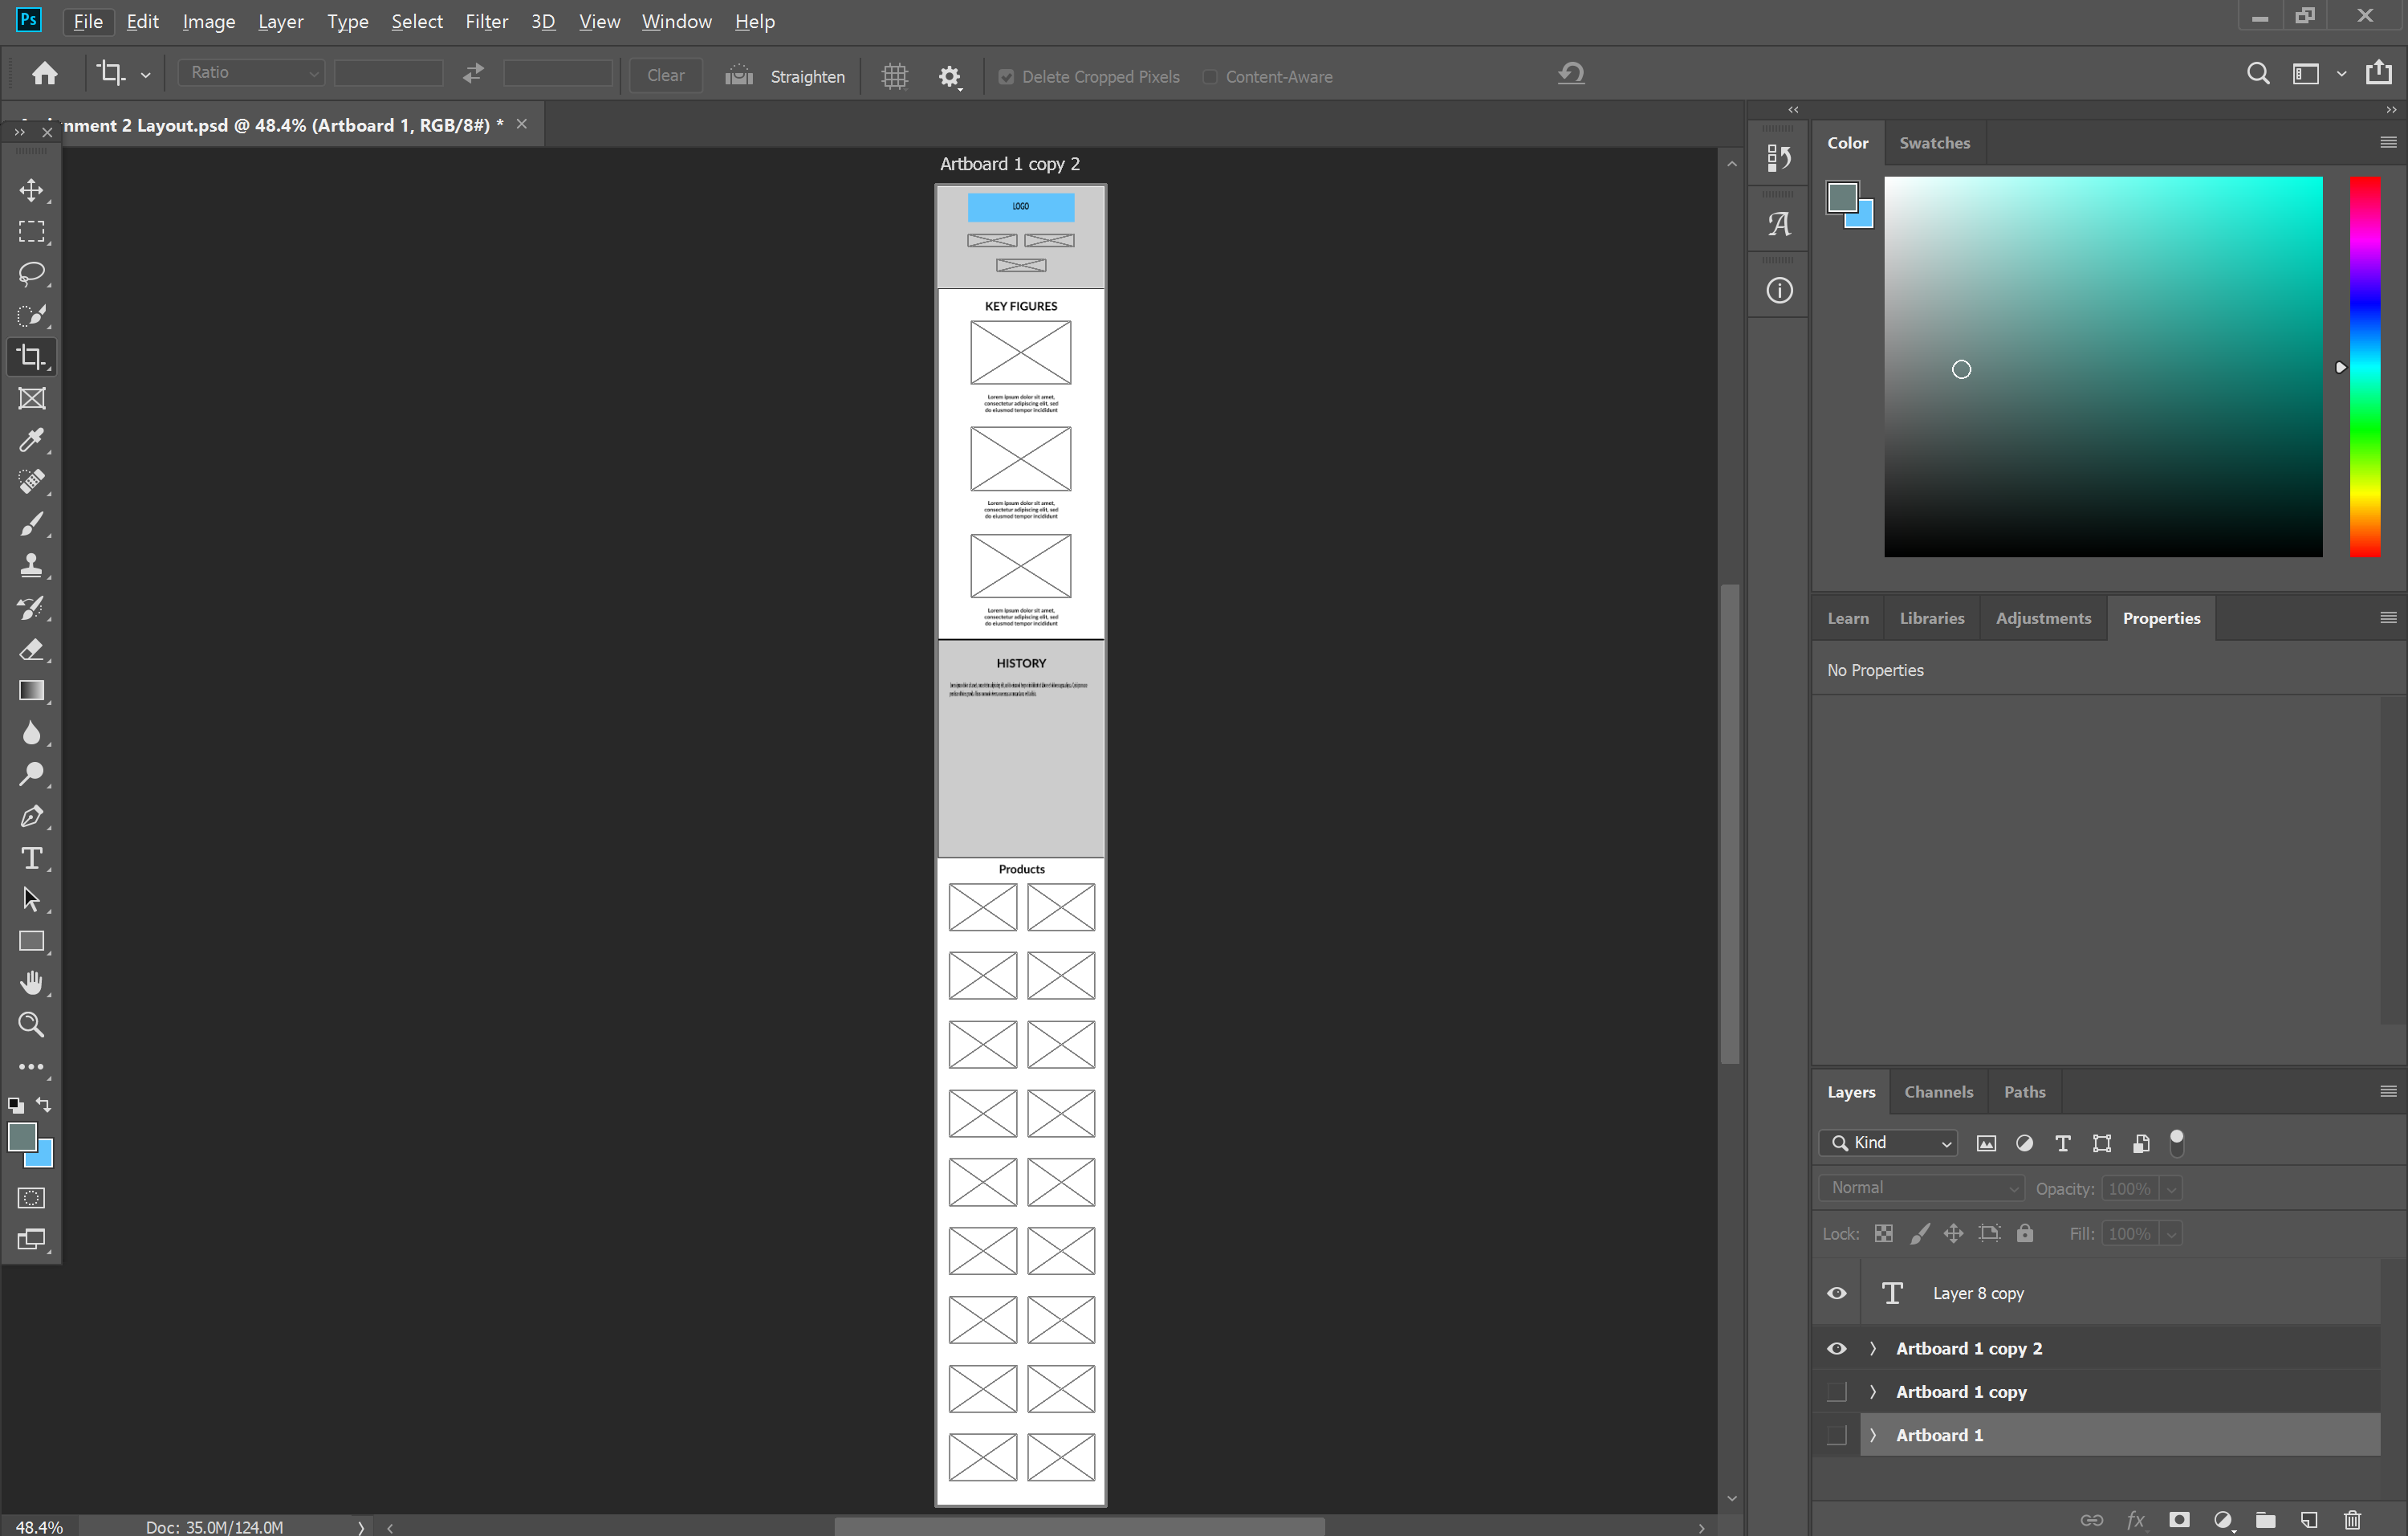 Ps File Edit Image Layer Type Select Filter 3D View Window Help
Ratio Clear Straighten Delete Cropped Pixels Content-Aware
nment 2 Layout.psd @ 48.4% (Artboard 1, RGB/8#) * ×
Artboard 1 copy 2
LOGO
KEY FIGURES
Lorem ipsum dolor sit amet,
consectetur adipiscing elit, sed
do eiusmod tempor incididunt
Lorem ipsum dolor sit amet,
consectetur adipiscing elit, sed
do eiusmod tempor incididunt
Lorem ipsum dolor sit amet,
consectetur adipiscing elit, sed
do eiusmod tempor incididunt
HISTORY
Products
Color Swatches
Learn Libraries Adjustments Properties
No Properties
Layers Channels Paths
Kind
Normal Opacity: 100%
Lock: Fill: 100%
Layer 8 copy
Artboard 1 copy 2
Artboard 1 copy
Artboard 1
fx
48.4% Doc: 35.0M/124.0M